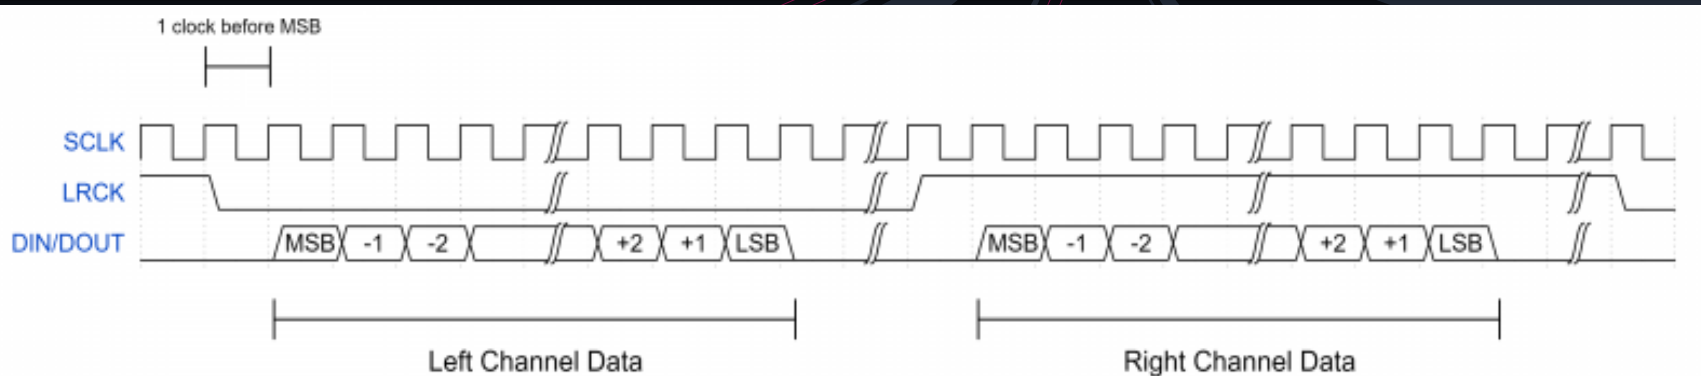 1 clock before MSB
SCLK
LRCK
DIN/DOUT MSB -1 -2 +2 +1 LSB MSB -1 -2 +2 +1 LSB
Left Channel Data Right Channel Data